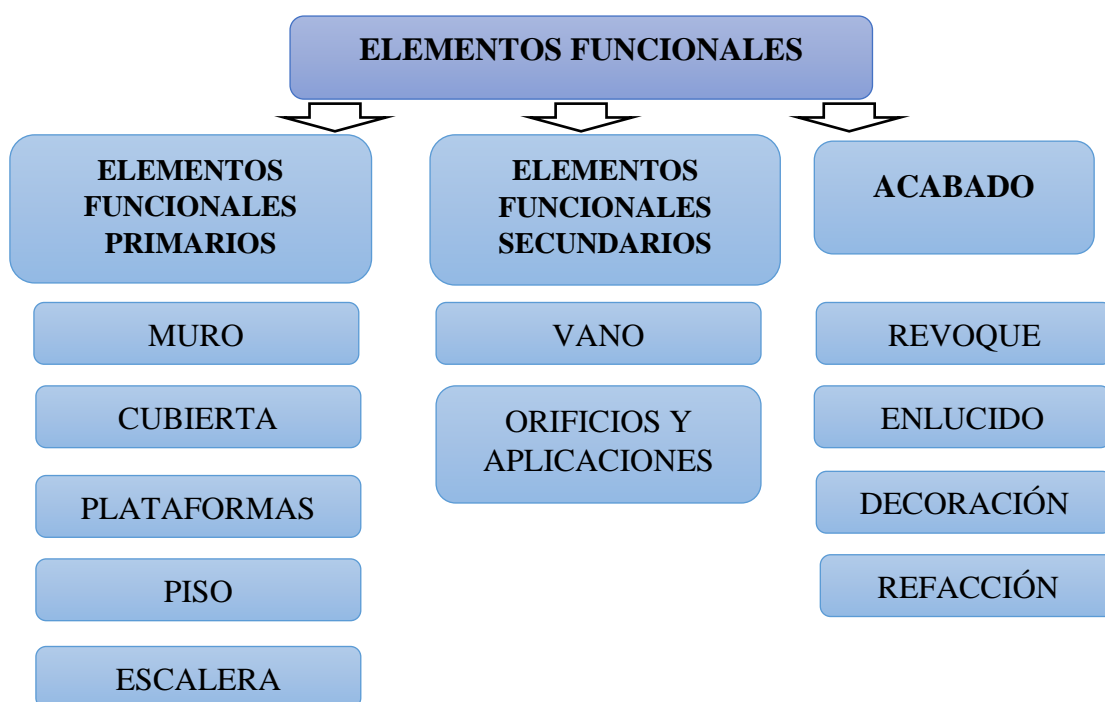 ELEMENTOS FUNCIONALES
ELEMENTOS
FUNCIONALES
PRIMARIOS
MURO
CUBIERTA
PLATAFORMAS
PISO
ESCALERA
ELEMENTOS
FUNCIONALES
SECUNDARIOS
VANO
ORIFICIOS Y
APLICACIONES
ACABADO
REVOQUE
ENLUCIDO
DECORACIÓN
REFACCIÓN